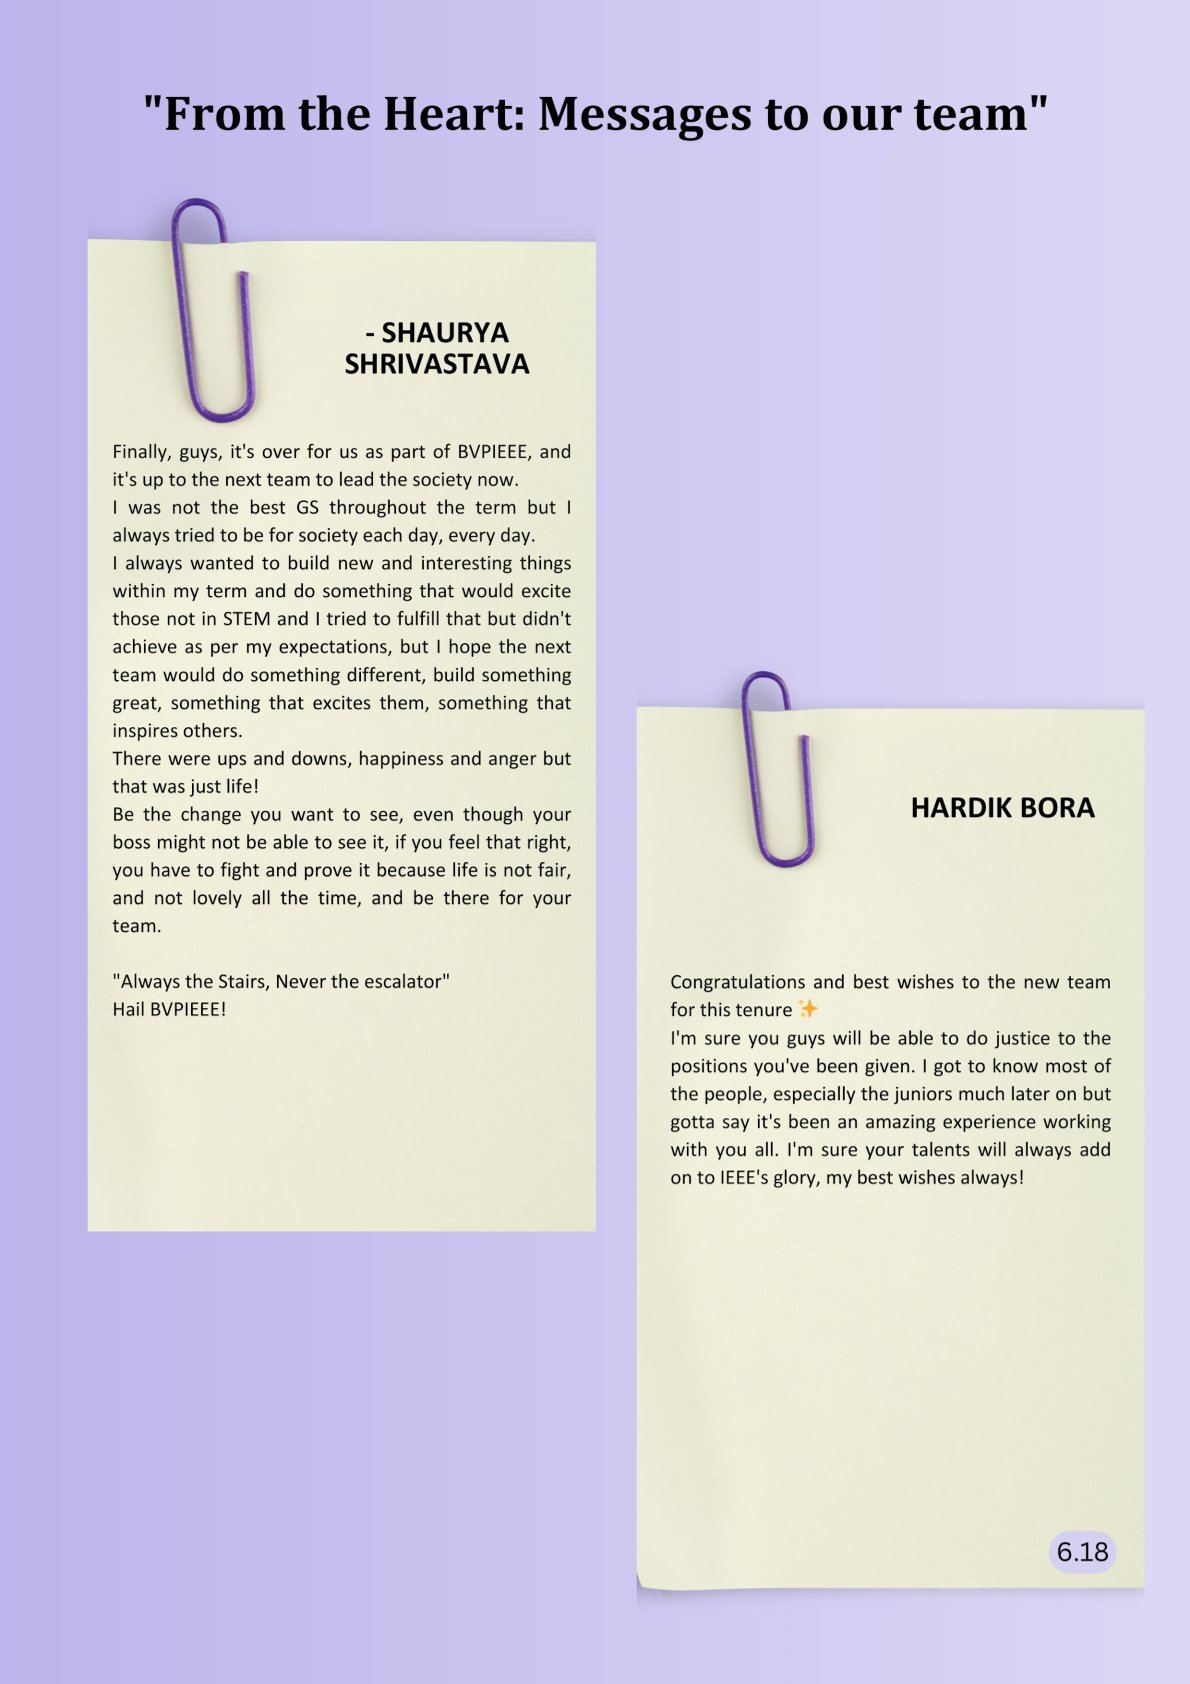 "From the Heart: Messages to our team"
- SHAURYA
SHRIVASTAVA
Finally, guys, it's over for us as part of BVPIEEE, and
it's up to the next team to lead the society now.
I was not the best GS throughout the term but I
always tried to be for society each day, every day.
I always wanted to build new and interesting things
within my term and do something that would excite
those not in STEM and I tried to fulfill that but didn't
achieve as per my expectations, but I hope the next
team would do something different, build something
great, something that excites them, something that
inspires others.
There were ups and downs, happiness and anger but
that was just life!
Be the change you want to see, even though your
boss might not be able to see it, if you feel that right,
you have to fight and prove it because life is not fair,
and not lovely all the time, and be there for your
team.
"Always the Stairs, Never the escalator"
Hail BVPIEEE!
HARDIK BORA
Congratulations and best wishes to the new team
for this tenure ✨
I'm sure you guys will be able to do justice to the
positions you've been given. I got to know most of
the people, especially the juniors much later on but
gotta say it's been an amazing experience working
with you all. I'm sure your talents will always add
on to IEEE's glory, my best wishes always!
6.18